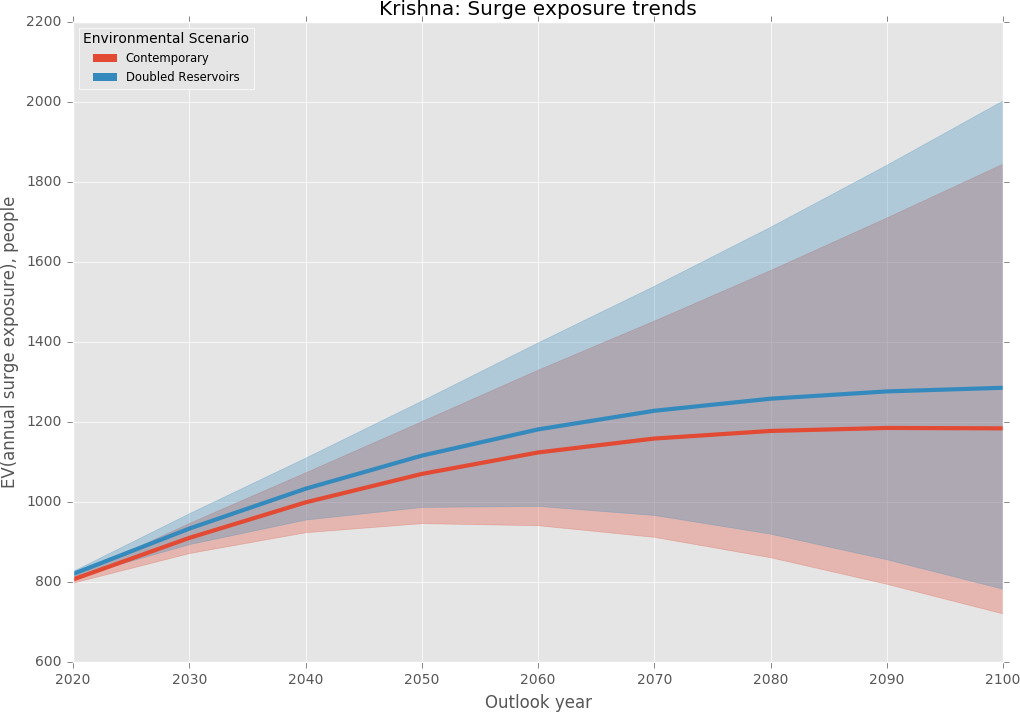 Krishna: Surge exposure trends
Environmental Scenario
Contemporary
Doubled Reservoirs
EV(annual surge exposure), people
2200
2000
1800
1600
1400
1200
1000
800
600
2020 2030 2040 2050 2060 2070 2080 2090 2100
Outlook year